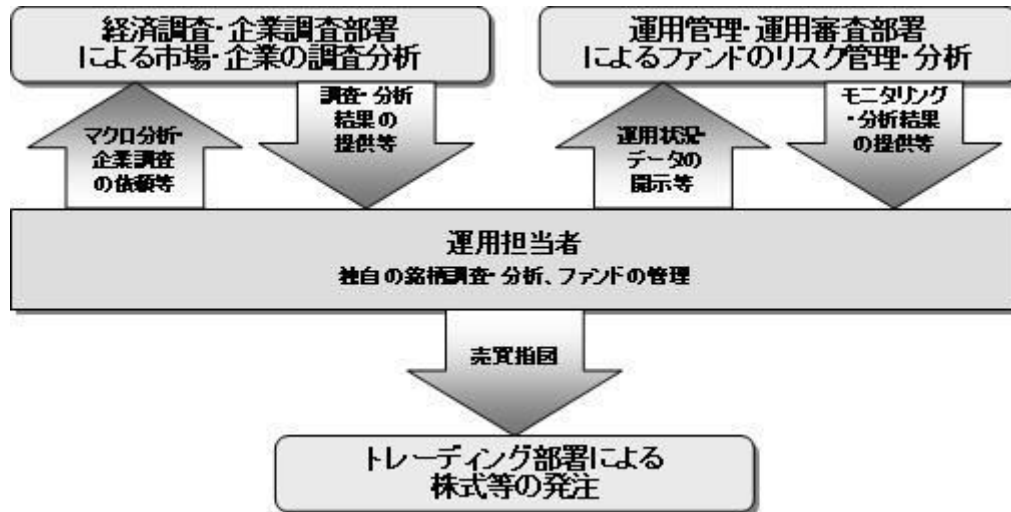 経済調査・企業調査部署
による市場・企業の調査分析
運用管理・運用審査部署
によるファンドのリスク管理・分析
マクロ分析・
企業調査
の依頼等
調査・分析
結果の
提供等
運用状況・
データの
開示等
モニタリング
・分析結果
の提供等
運用担当者
独自の銘柄調査・分析、ファンドの管理
売買指図
トレーディング部署による
株式等の発注